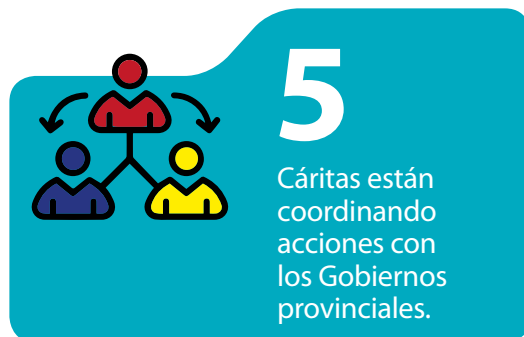 5
Cáritas están
coordinando
acciones con
los Gobiernos
provinciales.